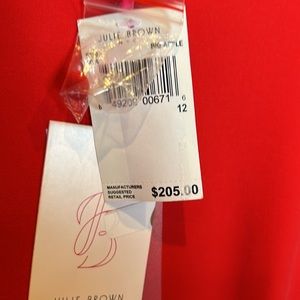 JULIE BROWN
BIG APPLE
49209 00671 6
12
MANUFACTURERS
SUGGESTED
RETAIL PRICE
$205.00
JULIE BROWN